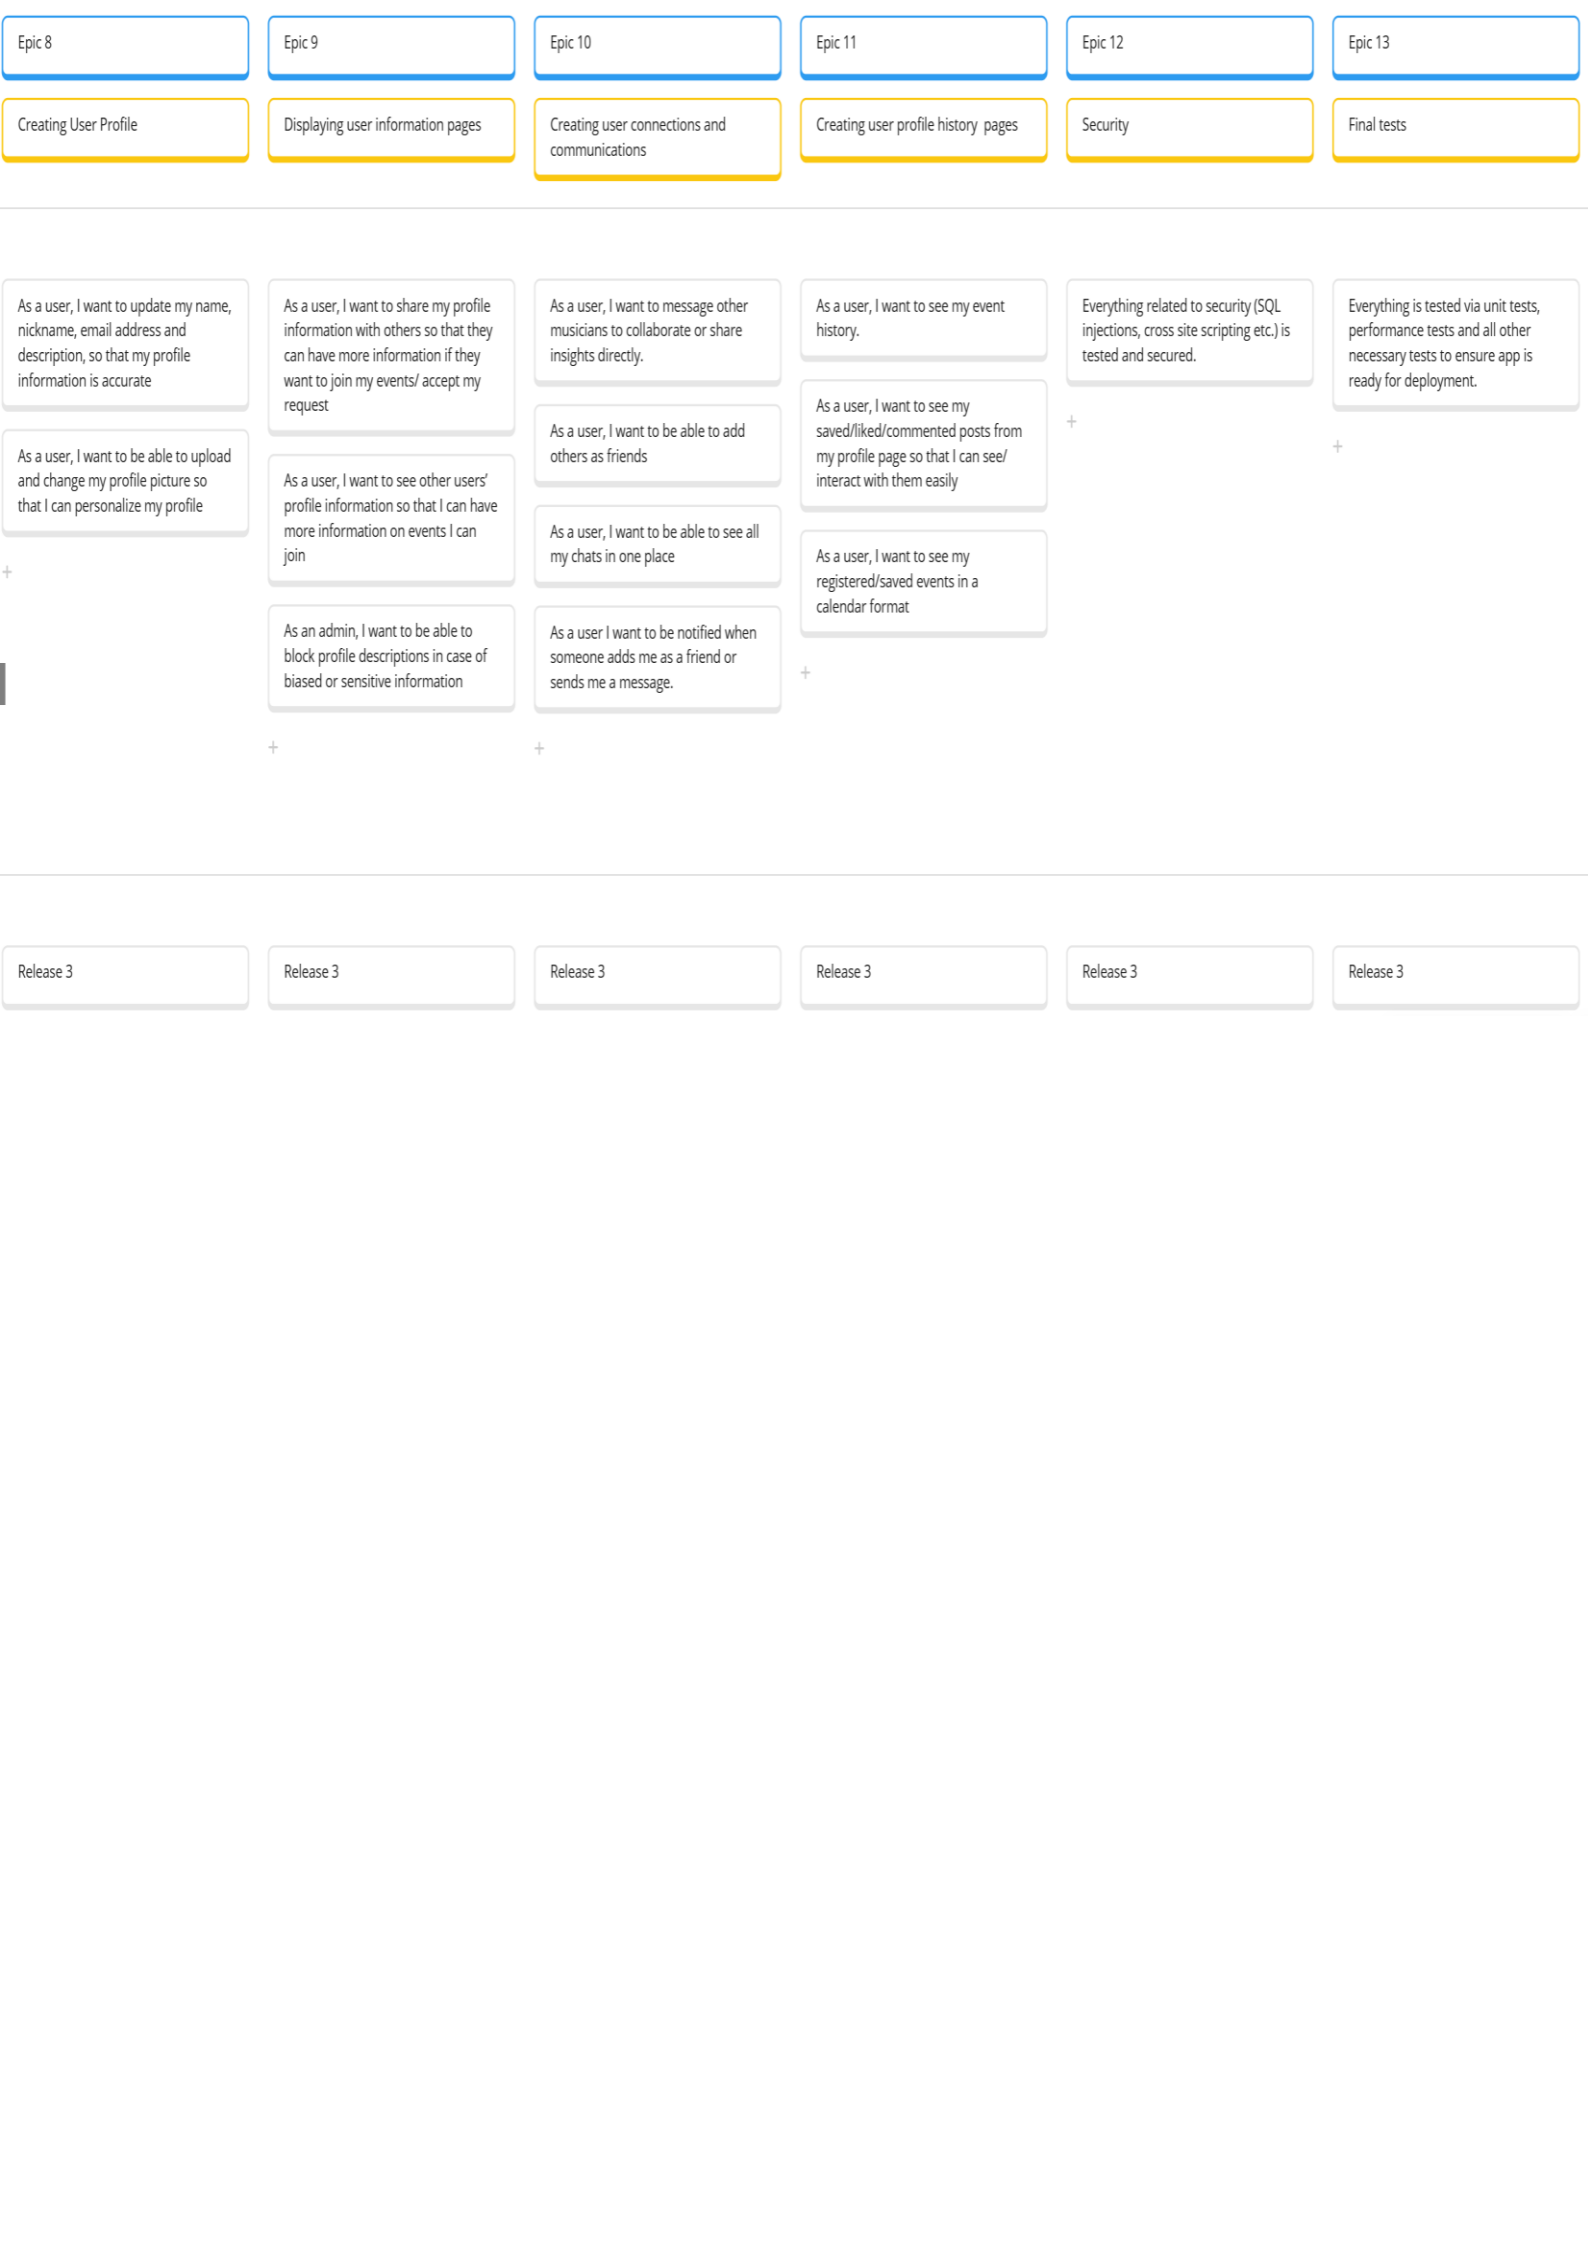 Epic 8
Epic 9
Epic 10
Epic 11
Epic 12
Epic 13
Creating User Profile
Displaying user information pages
Creating user connections and
communications
Creating user profile history  pages
Security
Final tests
As a user, I want to update my name,
nickname, email address and
description, so that my profile
information is accurate
As a user, I want to be able to upload
and change my profile picture so
that I can personalize my profile
+
As a user, I want to share my profile
information with others so that they
can have more information if they
want to join my events/ accept my
request
As a user, I want to see other users’
profile information so that I can have
more information on events I can
join
As an admin, I want to be able to
block profile descriptions in case of
biased or sensitive information
+
As a user, I want to message other
musicians to collaborate or share
insights directly.
As a user, I want to be able to add
others as friends
As a user, I want to be able to see all
my chats in one place
As a user I want to be notified when
someone adds me as a friend or
sends me a message.
+
As a user, I want to see my event
history.
As a user, I want to see my
saved/liked/commented posts from
my profile page so that I can see/
interact with them easily
As a user, I want to see my
registered/saved events in a
calendar format
+
Everything related to security (SQL
injections, cross site scripting etc.) is
tested and secured.
+
Everything is tested via unit tests,
performance tests and all other
necessary tests to ensure app is
ready for deployment.
+
Release 3
Release 3
Release 3
Release 3
Release 3
Release 3